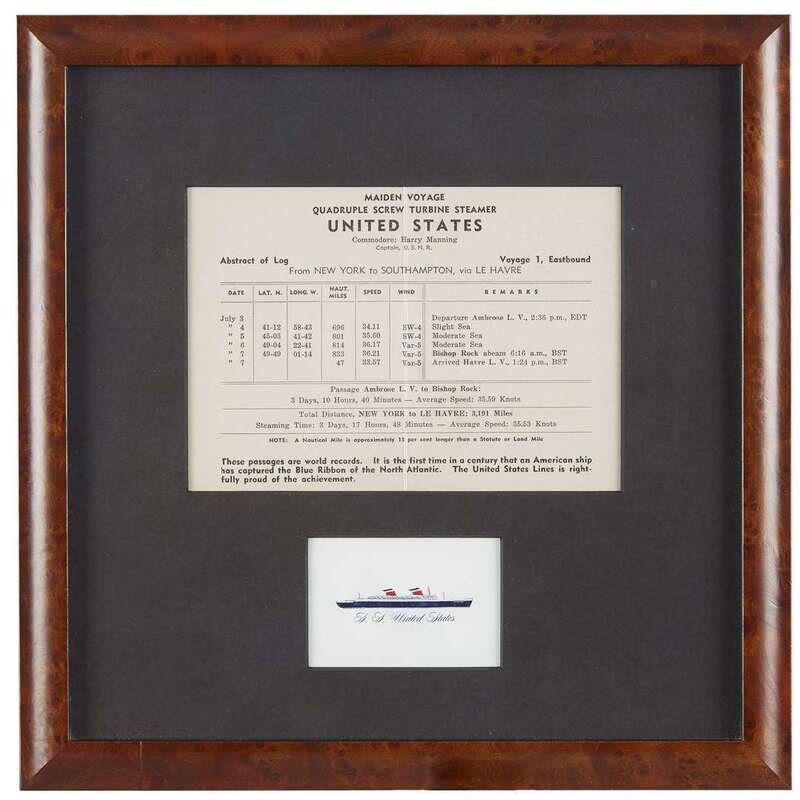 MAIDEN VOYAGE
QUADRUPLE SCREW TURBINE STEAMER
UNITED STATES
Commodore: Harry Manning
Captain, U. S. N. R.
Abstract of Log Voyage 1, Eastbound
From NEW YORK to SOUTHAMPTON, via LE HAVRE
DATE LAT. N. LONG. W. NAUT. MILES SPEED WIND REMARKS
July 3 Departure Ambrose L. V., 2:36 p.m., EDT
" 4 41-12 58-43 696 34.11 SW-4 Slight Sea
" 5 45-03 41-42 801 35.60 SW-4 Moderate Sea
" 6 49-04 22-41 814 36.17 Var-5 Moderate Sea
" 7 49-49 01-14 833 36.21 Var-5 Bishop Rock abeam 6:16 a.m., BST
" 7 47 33.57 Var-5 Arrived Havre L. V., 1:24 p.m., BST
Passage Ambrose L. V. to Bishop Rock:
3 Days, 10 Hours, 40 Minutes — Average Speed: 35.59 Knots
Total Distance, NEW YORK to LE HAVRE: 3,191 Miles
Steaming Time: 3 Days, 17 Hours, 48 Minutes — Average Speed: 35.53 Knots
NOTE: A Nautical Mile is approximately 15 per cent longer than a Statute or Land Mile
These passages are world records. It is the first time in a century that an American ship
has captured the Blue Ribbon of the North Atlantic. The United States Lines is right-
fully proud of the achievement.
S. S. United States